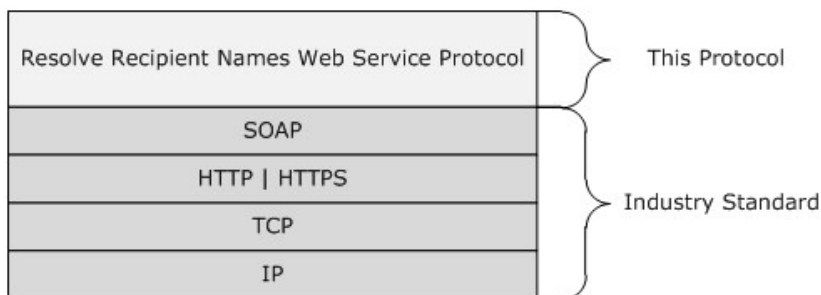 Resolve Recipient Names Web Service Protocol
This Protocol
SOAP
HTTP | HTTPS
TCP
IP
Industry Standard